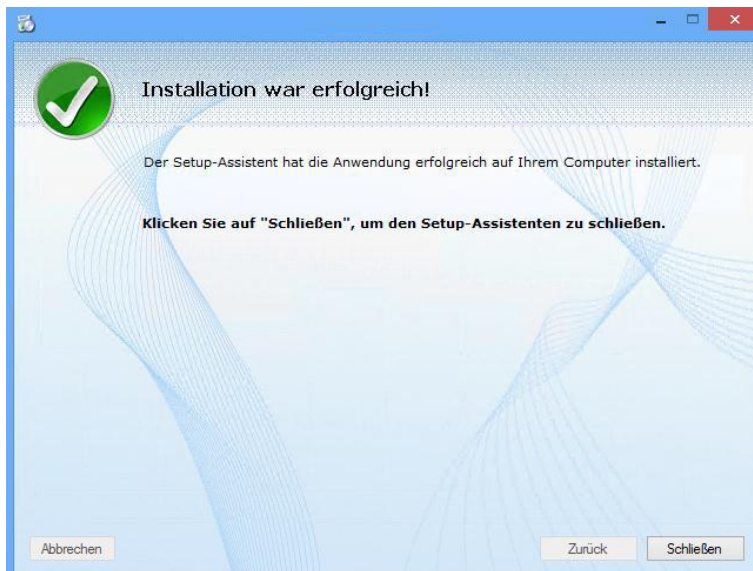 Installation war erfolgreich!
Der Setup-Assistent hat die Anwendung erfolgreich auf Ihrem Computer installiert.
Klicken Sie auf "Schließen", um den Setup-Assistenten zu schließen.
Abbrechen
Zurück
Schließen